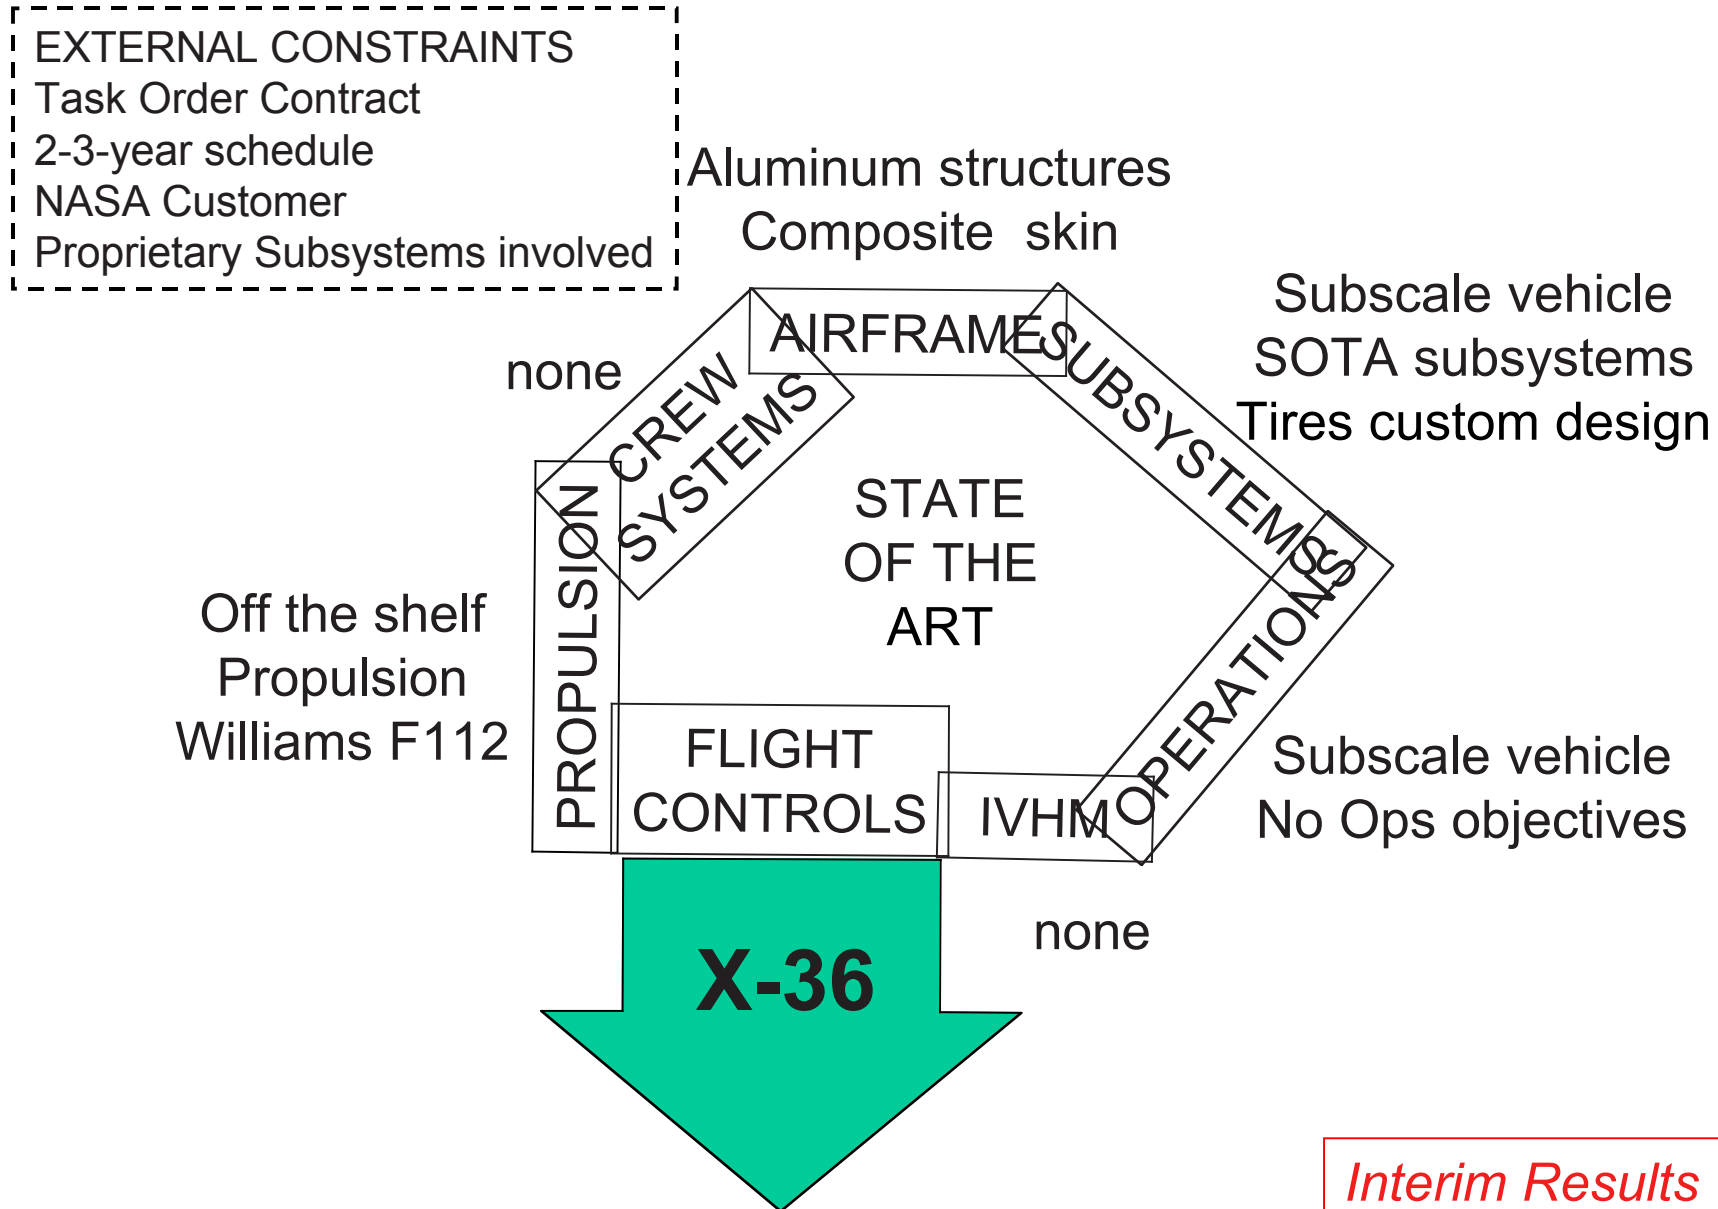 EXTERNAL CONSTRAINTS
Task Order Contract
2-3-year schedule
NASA Customer
Proprietary Subsystems involved
Aluminum structures
Composite skin
AIRFRAME
none
CREW
SYSTEMS
SUBSYSTEMS
Subscale vehicle
SOTA subsystems
Tires custom design
STATE
OF THE
ART
PROPULSION
Off the shelf
Propulsion
Williams F112
OPERATIONS
Subscale vehicle
No Ops objectives
FLIGHT
CONTROLS
IVHM
none
X-36
Interim Results